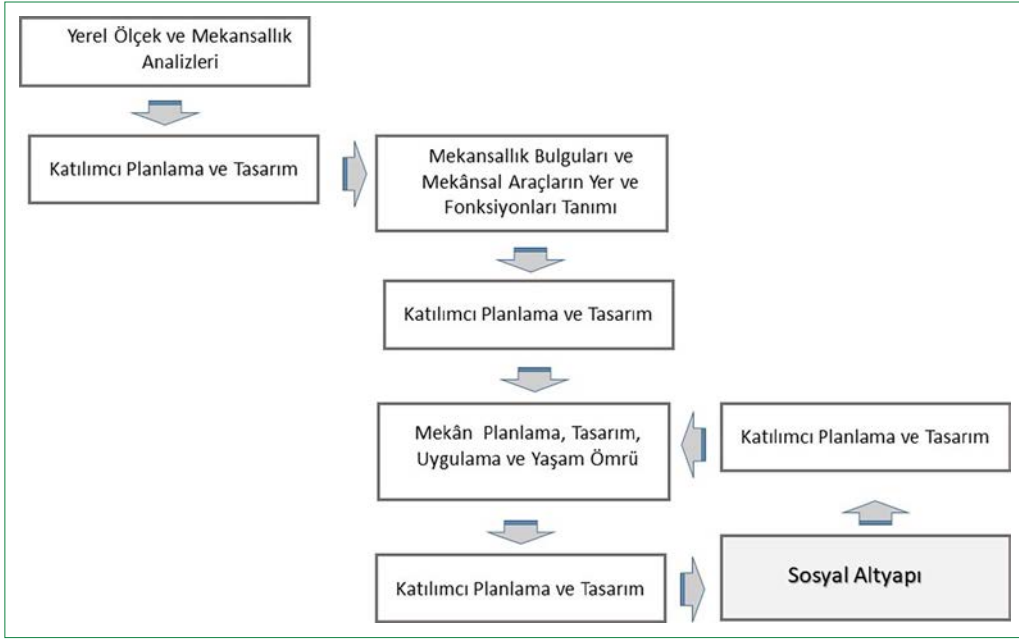 Yerel Ölçek ve Mekansallık
Analizleri
Katılımcı Planlama ve Tasarım
Mekansallık Bulguları ve
Mekânsal Araçların Yer ve
Fonksiyonları Tanımı
Katılımcı Planlama ve Tasarım
Mekân Planlama, Tasarım,
Uygulama ve Yaşam Ömrü
Katılımcı Planlama ve Tasarım
Katılımcı Planlama ve Tasarım
Sosyal Altyapı